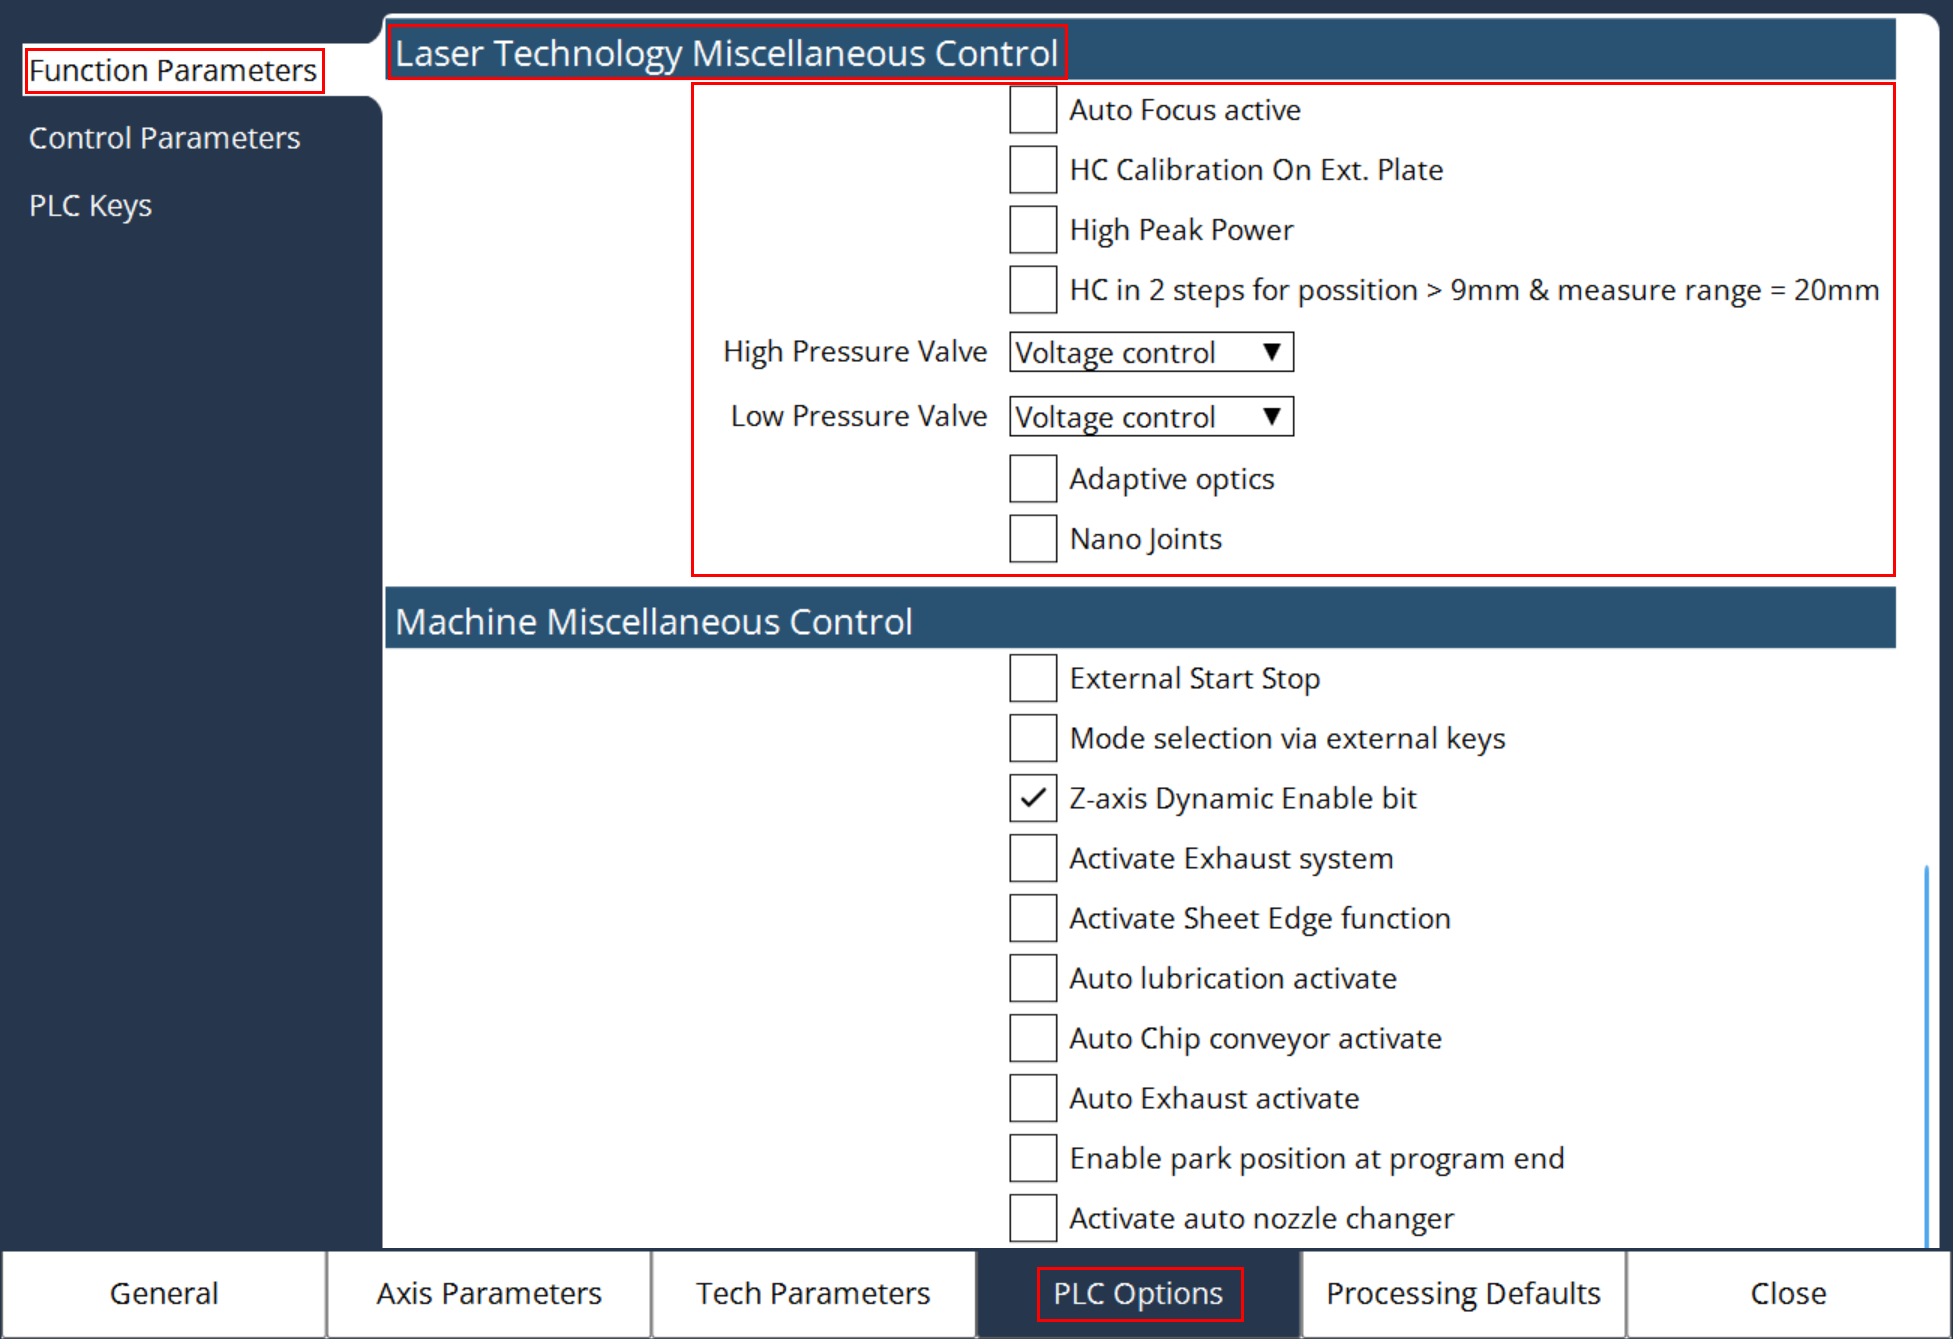 Function Parameters
Control Parameters
PLC Keys
Laser Technology Miscellaneous Control
Auto Focus active
HC Calibration On Ext. Plate
High Peak Power
HC in 2 steps for possition > 9mm & measure range = 20mm
High Pressure Valve Voltage control
Low Pressure Valve Voltage control
Adaptive optics
Nano Joints
Machine Miscellaneous Control
External Start Stop
Mode selection via external keys
Z-axis Dynamic Enable bit
Activate Exhaust system
Activate Sheet Edge function
Auto lubrication activate
Auto Chip conveyor activate
Auto Exhaust activate
Enable park position at program end
Activate auto nozzle changer
General Axis Parameters Tech Parameters PLC Options Processing Defaults Close